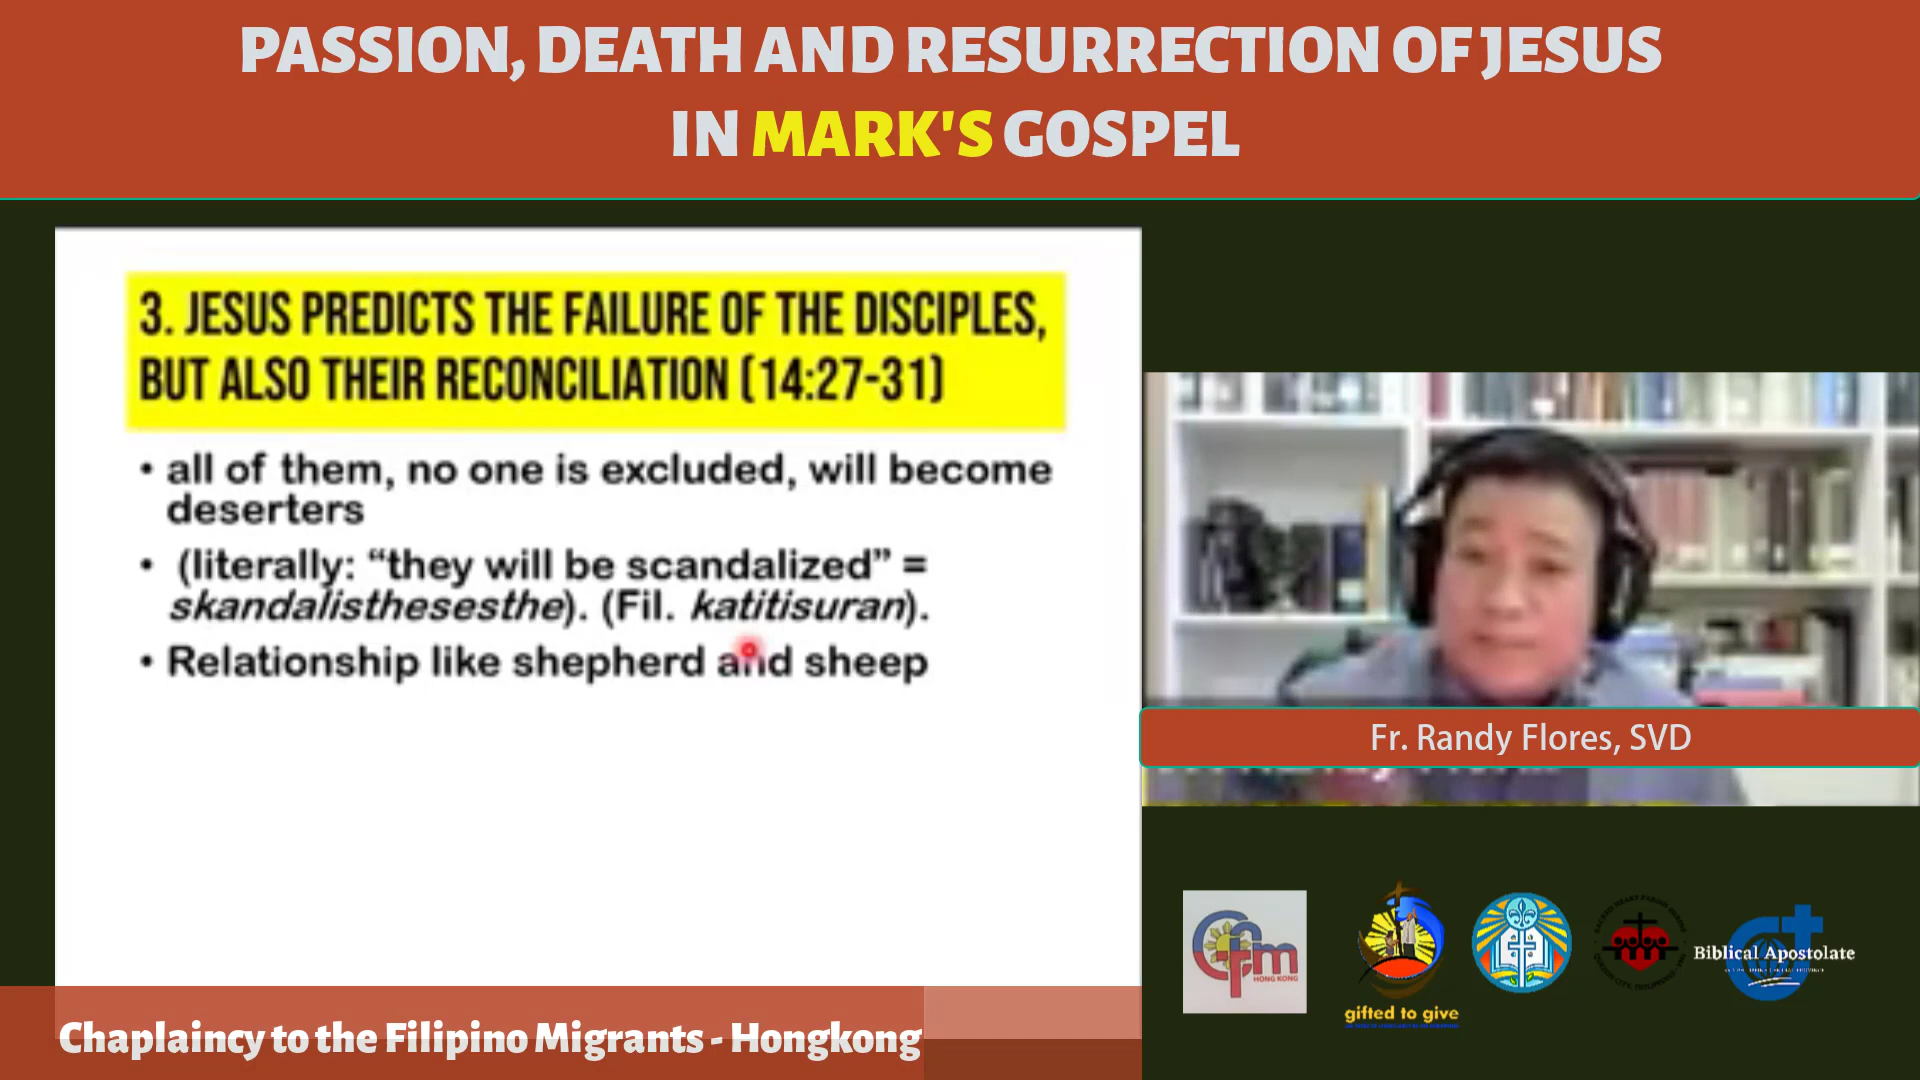 PASSION, DEATH AND RESURRECTION OF JESUS
IN MARK'S GOSPEL
3. JESUS PREDICTS THE FAILURE OF THE DISCIPLES,
BUT ALSO THEIR RECONCILIATION (14:27-31)
• all of them, no one is excluded, will become
deserters
• (literally: “they will be scandalized” =
skandalisthesesthe). (Fil. katitisuran).
• Relationship like shepherd and sheep
Fr. Randy Flores, SVD
Cfm
HONG KONG
gifted to give
Biblical Apostolate
Chaplaincy to the Filipino Migrants - Hongkong